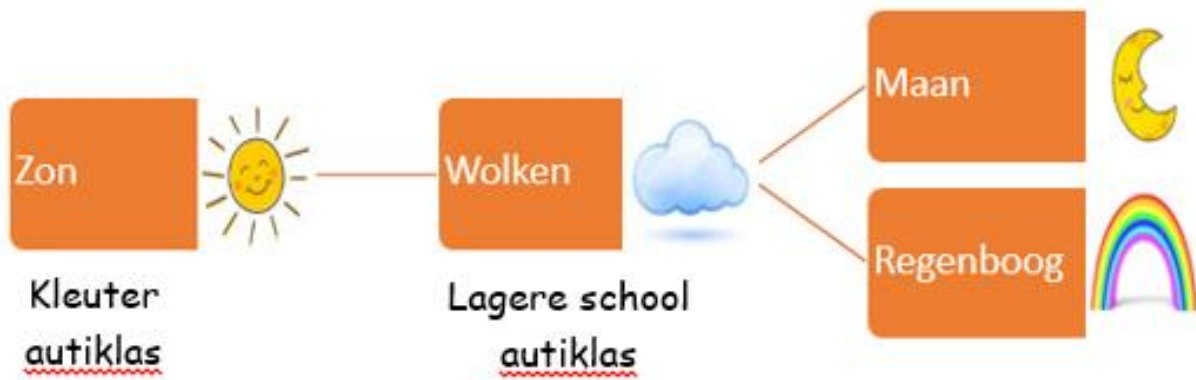 Zon
Kleuter
autiklas
Wolken
Lagere school
autiklas
Maan
Regenboog